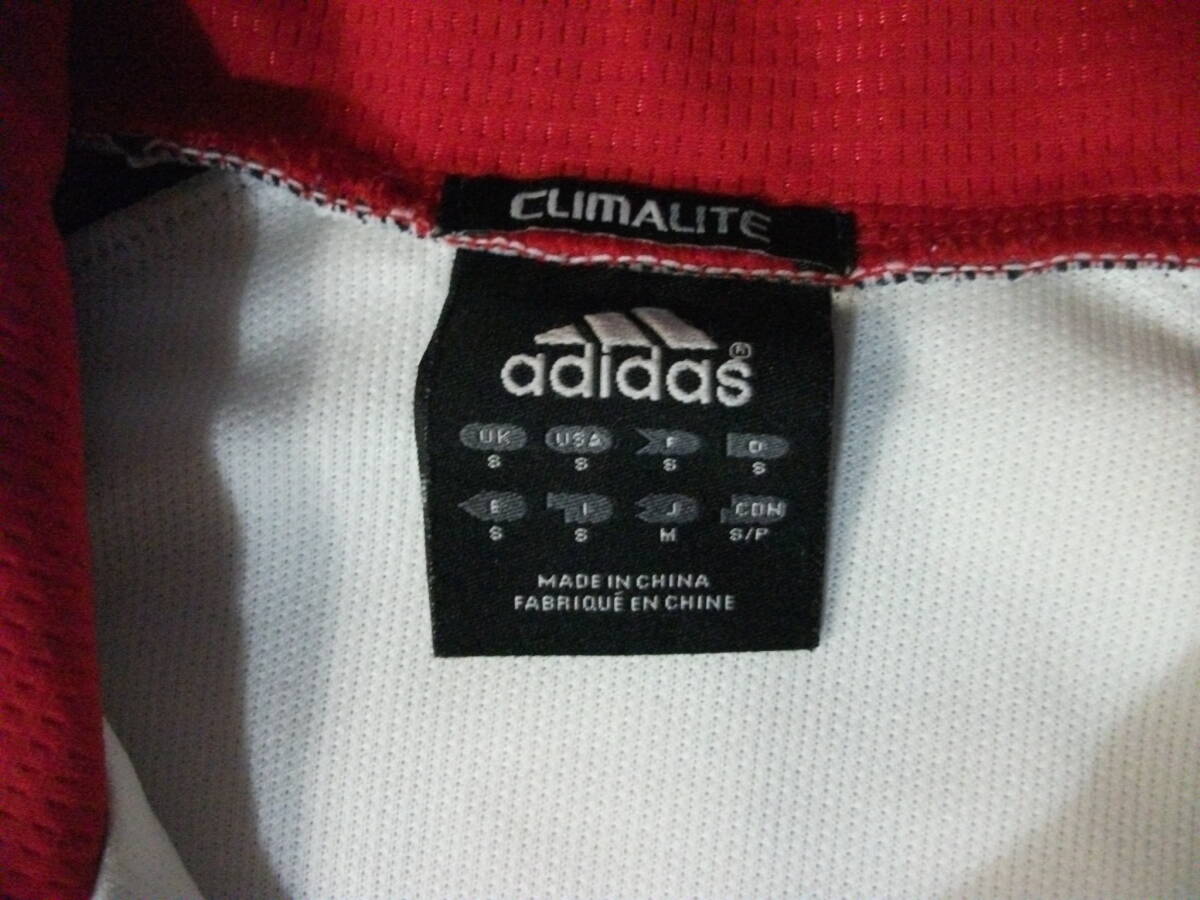 CLIMALITE
adidas®
UK USA F D
S S S S
E I J CDN
S S M S/P
MADE IN CHINA
FABRIQUÉ EN CHINE